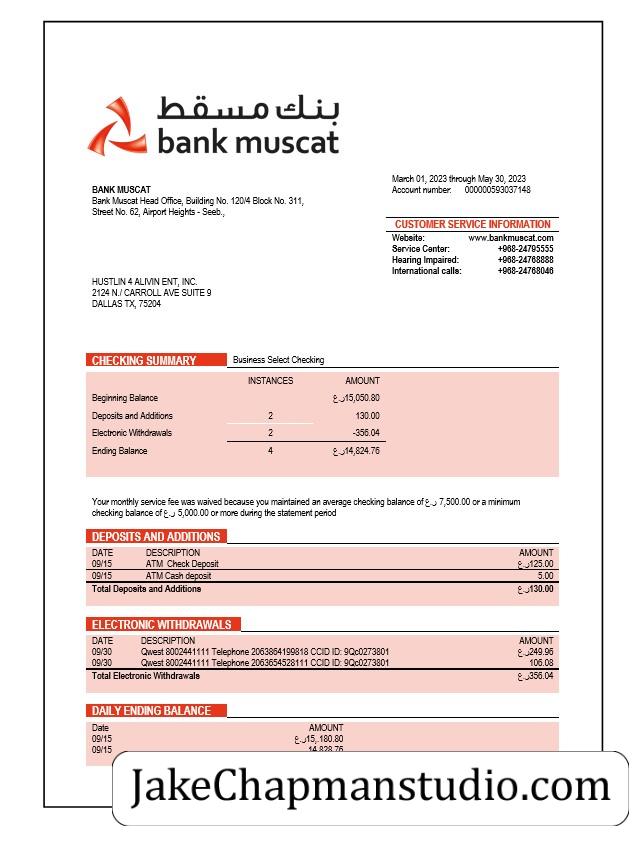 بنك مسقط
bank muscat
March 01, 2023 through May 30, 2023
Account number: 000000593037148
BANK MUSCAT
Bank Muscat Head Office, Building No. 120/4 Block No. 311,
Street No. 62, Airport Heights - Seeb.,
CUSTOMER SERVICE INFORMATION
Website: www.bankmuscat.com
Service Center: +968-24795555
Hearing Impaired: +968-24768888
International calls: +968-24768046
HUSTLIN 4 ALIVIN ENT, INC.
2124 N./ CARROLL AVE SUITE 9
DALLAS TX, 75204
CHECKING SUMMARY Business Select Checking
INSTANCES AMOUNT
Beginning Balance ر.ع15,050.80
Deposits and Additions 2 130.00
Electronic Withdrawals 2 -356.04
Ending Balance 4 ر.ع14,824.76
Your monthly service fee was waived because you maintained an average checking balance of ر.ع 7,500.00 or a minimum
checking balance of ر.ع 5,000.00 or more during the statement period
DEPOSITS AND ADDITIONS
DATE DESCRIPTION AMOUNT
09/15 ATM Check Deposit ر.ع125.00
09/15 ATM Cash deposit 5.00
Total Deposits and Additions ر.ع130.00
ELECTRONIC WITHDRAWALS
DATE DESCRIPTION AMOUNT
09/30 Qwest 8002441111 Telephone 2063864199818 CCID ID: 9Qc0273801 ر.ع249.96
09/30 Qwest 8002441111 Telephone 2063654528111 CCID ID: 9Qc0273801 106.08
Total Electronic Withdrawals ر.ع356.04
DAILY ENDING BALANCE
Date AMOUNT
09/15 ر.ع15,.180.80
09/15 14,828.76
JakeChapmanstudio.com